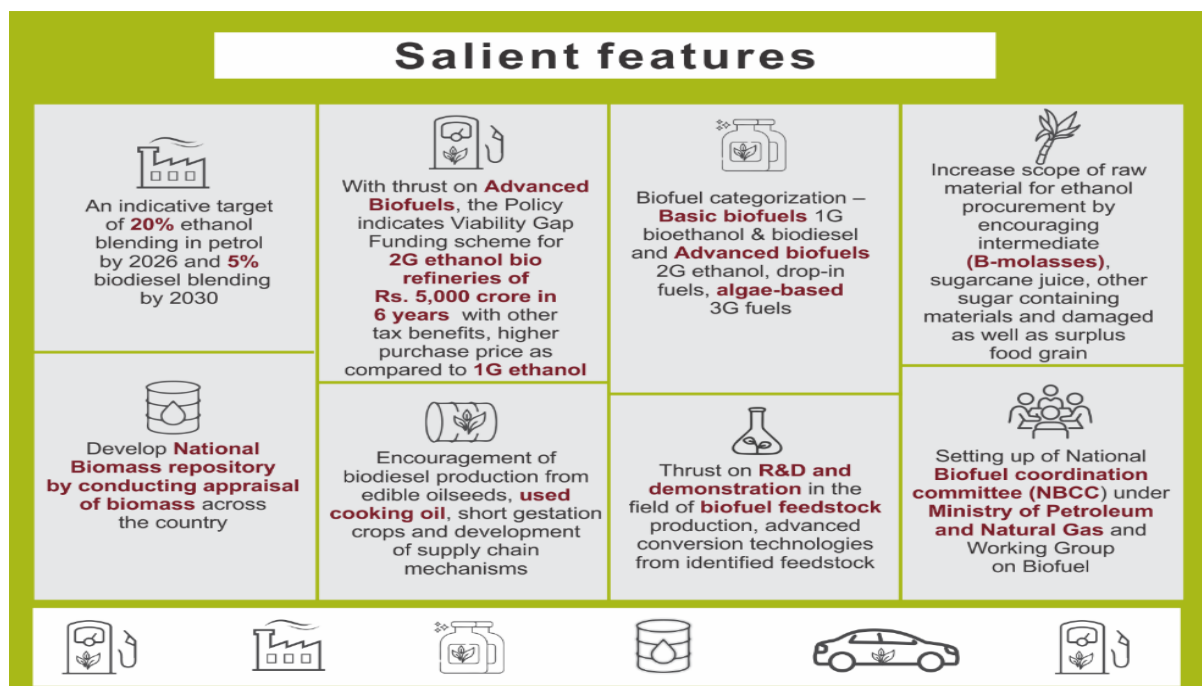 Salient features
An indicative target
of 20% ethanol
blending in petrol
by 2026 and 5%
biodiesel blending
by 2030
With thrust on Advanced
Biofuels, the Policy
indicates Viability Gap
Funding scheme for
2G ethanol bio
refineries of
Rs. 5,000 crore in
6 years with other
tax benefits, higher
purchase price as
compared to 1G ethanol
Biofuel categorization –
Basic biofuels 1G
bioethanol & biodiesel
and Advanced biofuels
2G ethanol, drop-in
fuels, algae-based
3G fuels
Increase scope of raw
material for ethanol
procurement by
encouraging
intermediate
(B-molasses),
sugarcane juice, other
sugar containing
materials and damaged
as well as surplus
food grain
Develop National
Biomass repository
by conducting appraisal
of biomass across
the country
Encouragement of
biodiesel production from
edible oilseeds, used
cooking oil, short gestation
crops and development
of supply chain
mechanisms
Thrust on R&D and
demonstration in the
field of biofuel feedstock
production, advanced
conversion technologies
from identified feedstock
Setting up of National
Biofuel coordination
committee (NBCC) under
Ministry of Petroleum
and Natural Gas and
Working Group
on Biofuel